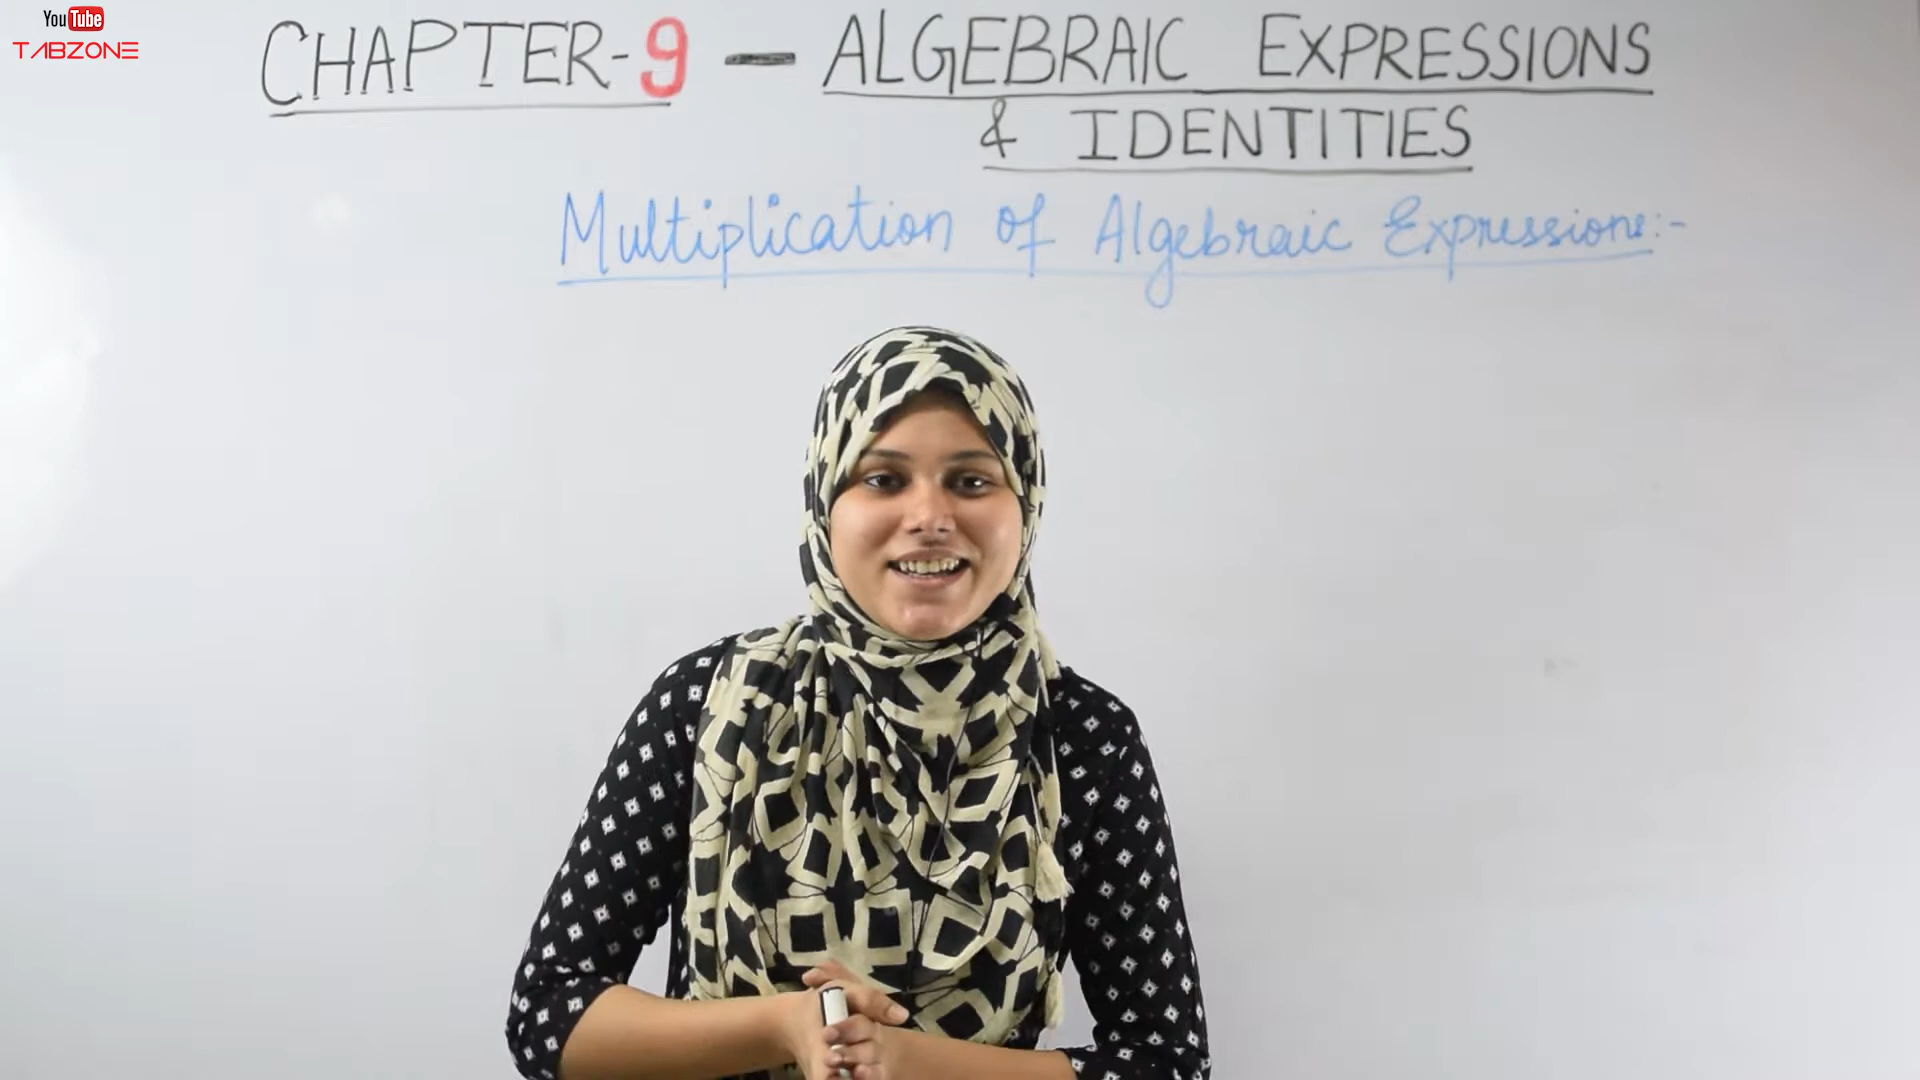 YouTube
TABZONE
CHAPTER-9 — ALGEBRAIC EXPRESSIONS
& IDENTITIES
Multiplication of Algebraic Expressions:-